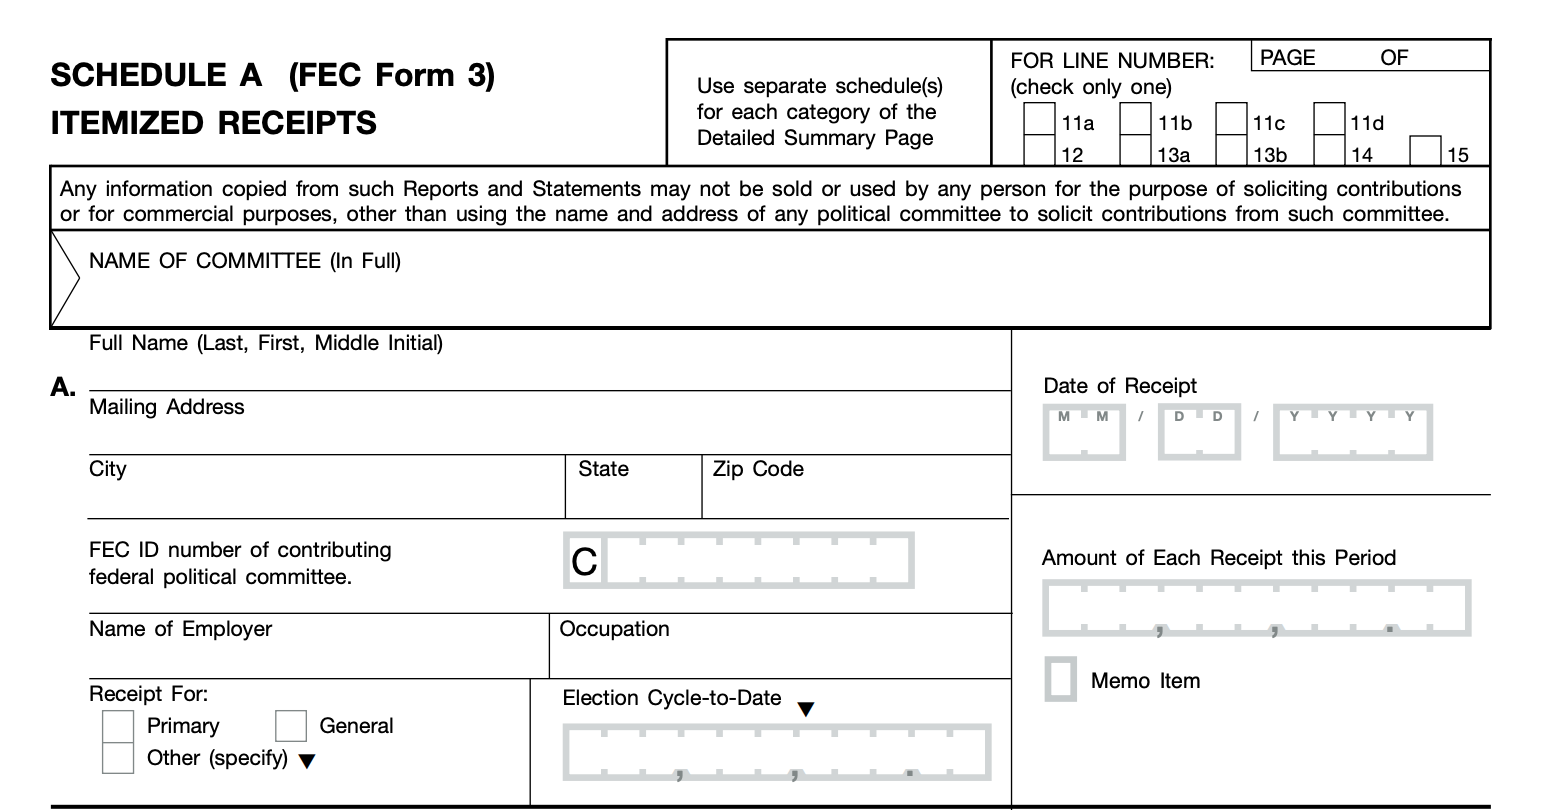 SCHEDULE A (FEC Form 3)
ITEMIZED RECEIPTS
Use separate schedule(s)
for each category of the
Detailed Summary Page
FOR LINE NUMBER:
(check only one)
PAGE OF
11a 11b 11c 11d
12 13a 13b 14 15
Any information copied from such Reports and Statements may not be sold or used by any person for the purpose of soliciting contributions
or for commercial purposes, other than using the name and address of any political committee to solicit contributions from such committee.
NAME OF COMMITTEE (In Full)
Full Name (Last, First, Middle Initial)
A.
Mailing Address
City State Zip Code
FEC ID number of contributing
federal political committee.
C
Name of Employer Occupation
Receipt For:
Primary General
Other (specify) ▼
Election Cycle-to-Date ▼
, , .
Date of Receipt
M M / D D / Y Y Y Y
Amount of Each Receipt this Period
, , .
Memo Item